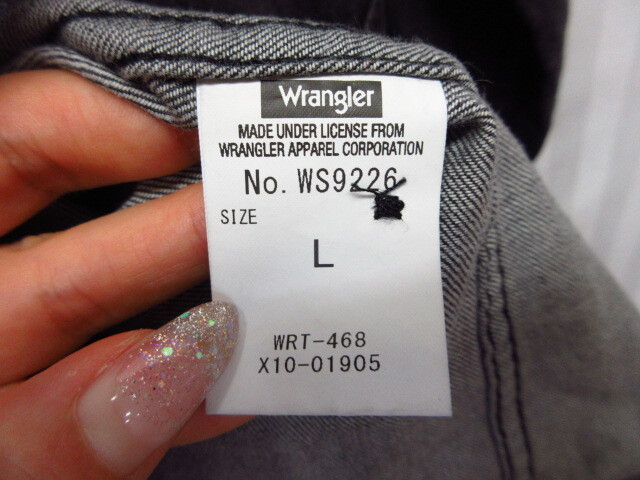 Wrangler
MADE UNDER LICENSE FROM
WRANGLER APPAREL CORPORATION
No. WS9226
SIZE
L
WRT-468
X10-01905